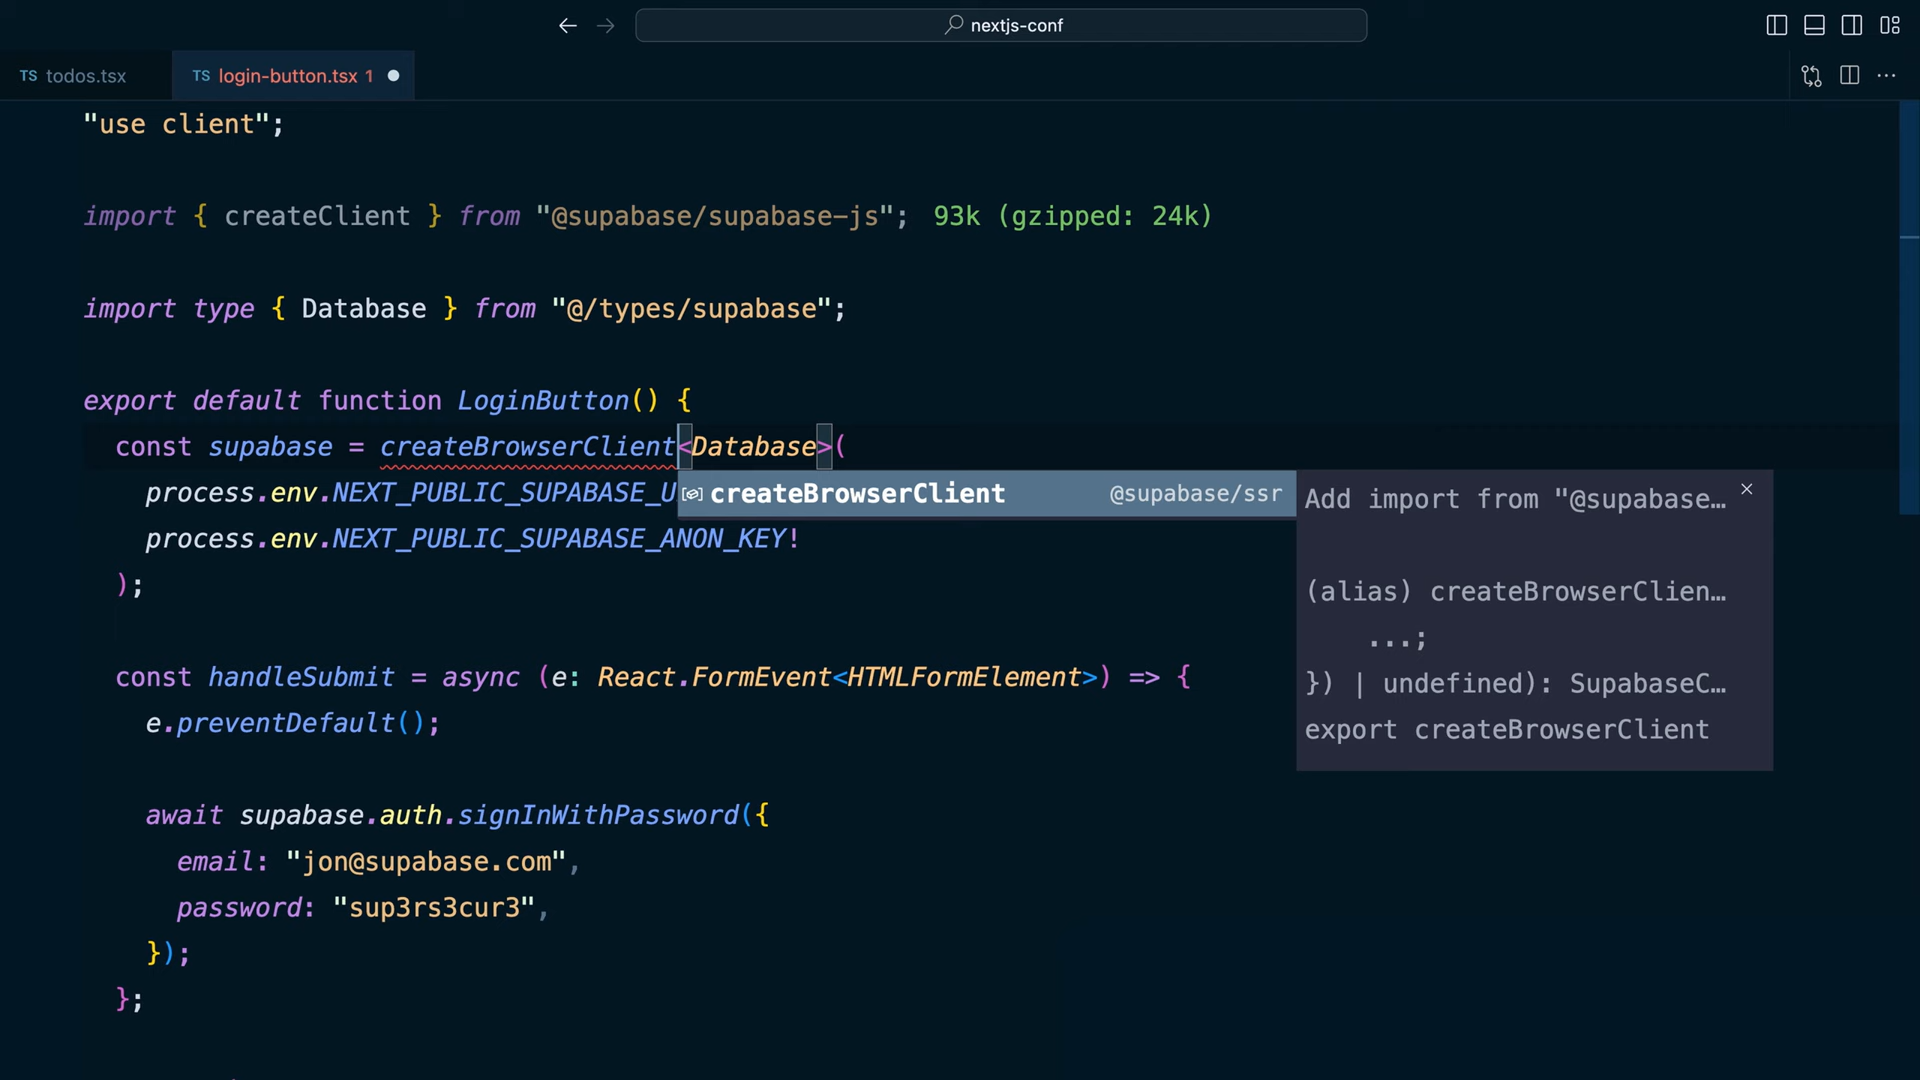 nextjs-conf
TS todos.tsx
TS login-button.tsx 1
"use client";
import { createClient } from "@supabase/supabase-js"; 93k (gzipped: 24k)
import type { Database } from "@/types/supabase";
export default function LoginButton() {
const supabase = createBrowserClient<Database>(
process.env.NEXT_PUBLIC_SUPABASE_U
createBrowserClient @supabase/ssr
process.env.NEXT_PUBLIC_SUPABASE_ANON_KEY!
);
Add import from "@supabase…
(alias) createBrowserClien…
...;
}) | undefined): SupabaseC…
export createBrowserClient
const handleSubmit = async (e: React.FormEvent<HTMLFormElement>) => {
e.preventDefault();
await supabase.auth.signInWithPassword({
email: "jon@supabase.com",
password: "sup3rs3cur3",
});
};